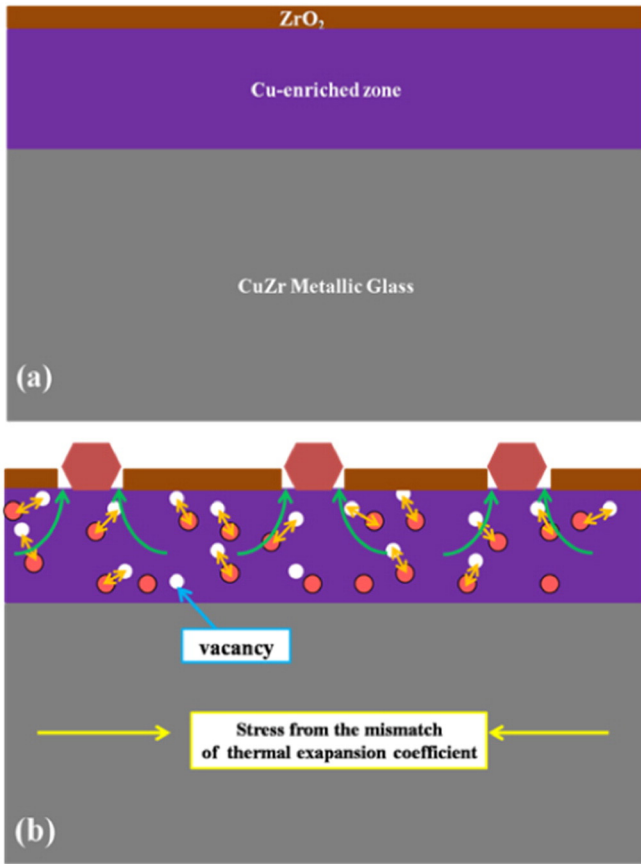 ZrO₂
Cu-enriched zone
CuZr Metallic Glass
(a)
vacancy
Stress from the mismatch
of thermal exapansion coefficient
(b)